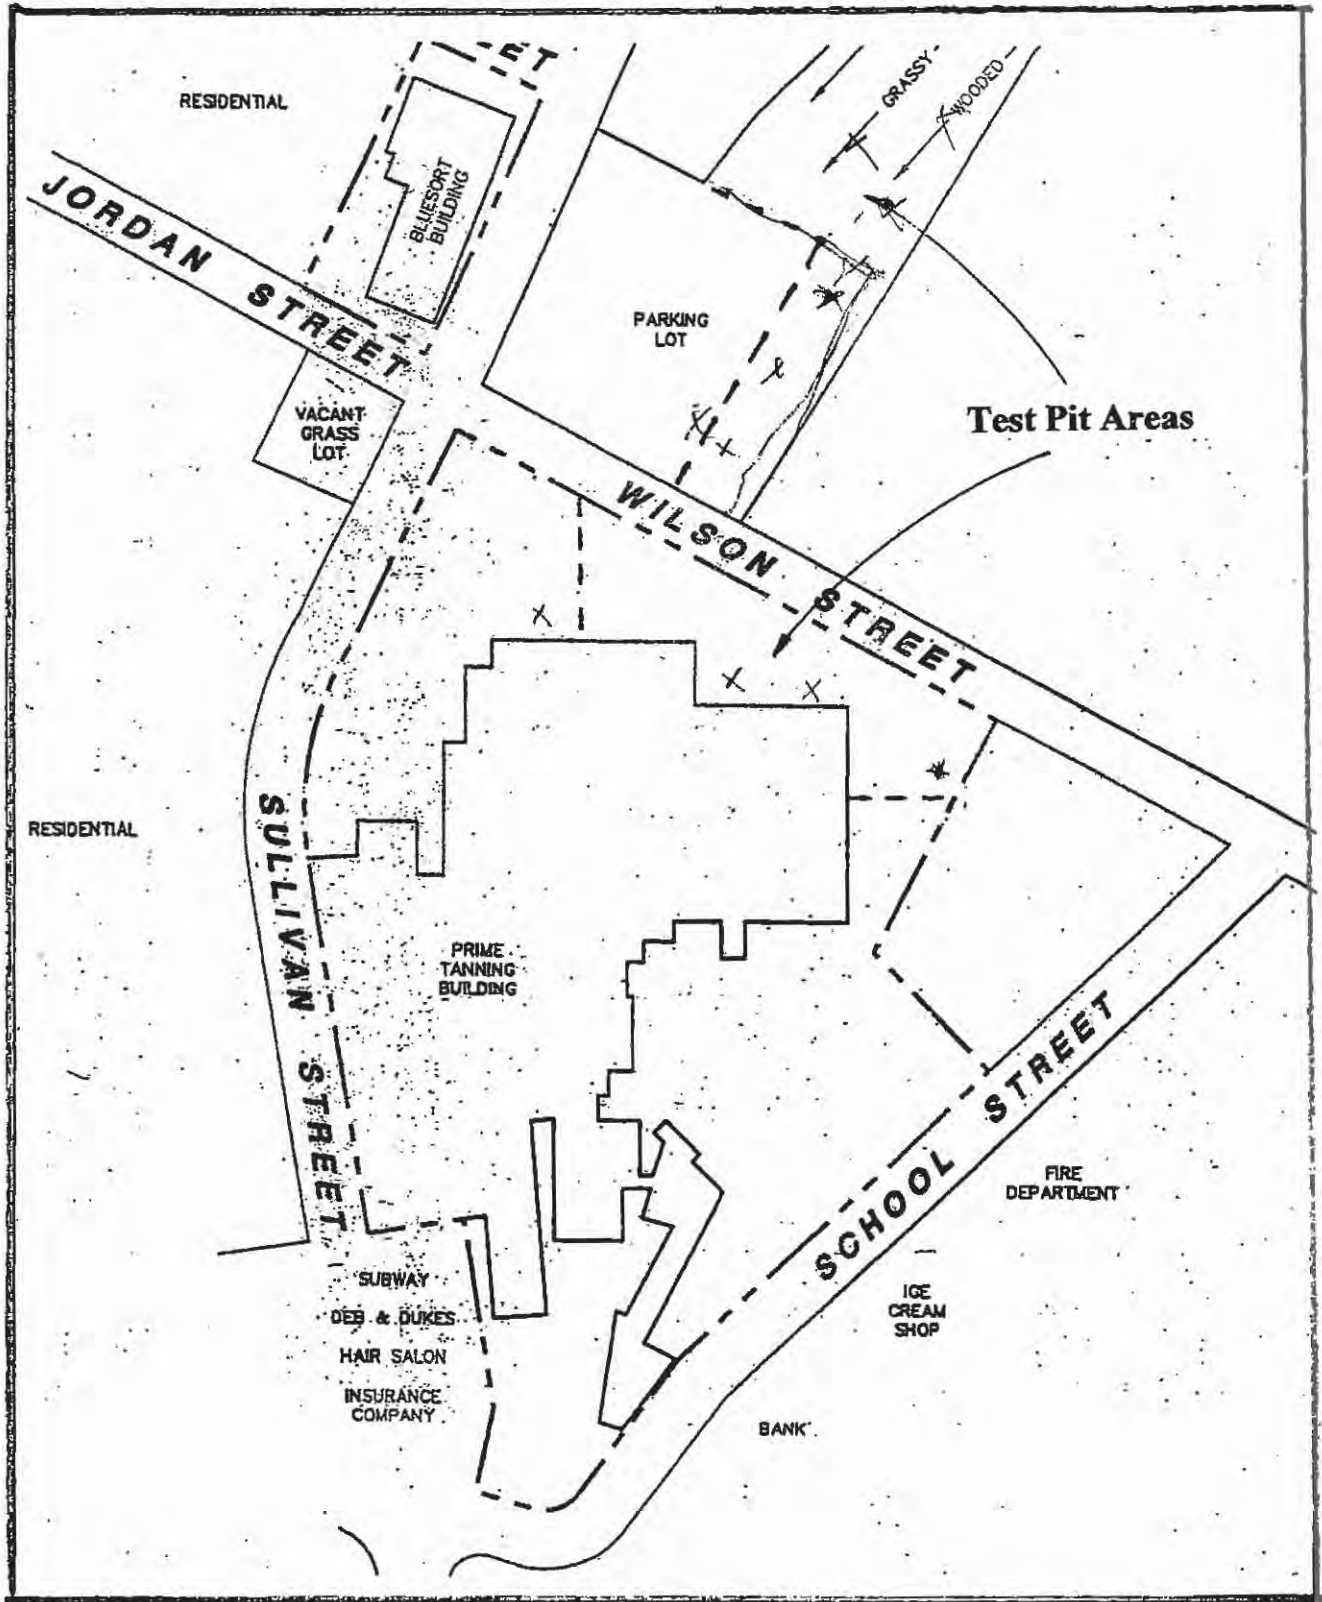 ET
RESIDENTIAL
GRASSY
WOODED
BLUESORT
BUILDING
JORDAN STREET
PARKING
LOT
VACANT
GRASS
LOT
Test Pit Areas
WILSON STREET
RESIDENTIAL
SULLIVAN STREET
PRIME
TANNING
BUILDING
SCHOOL STREET
FIRE
DEPARTMENT
SUBWAY
DEB & DUKES
HAIR SALON
INSURANCE
COMPANY
ICE
CREAM
SHOP
BANK